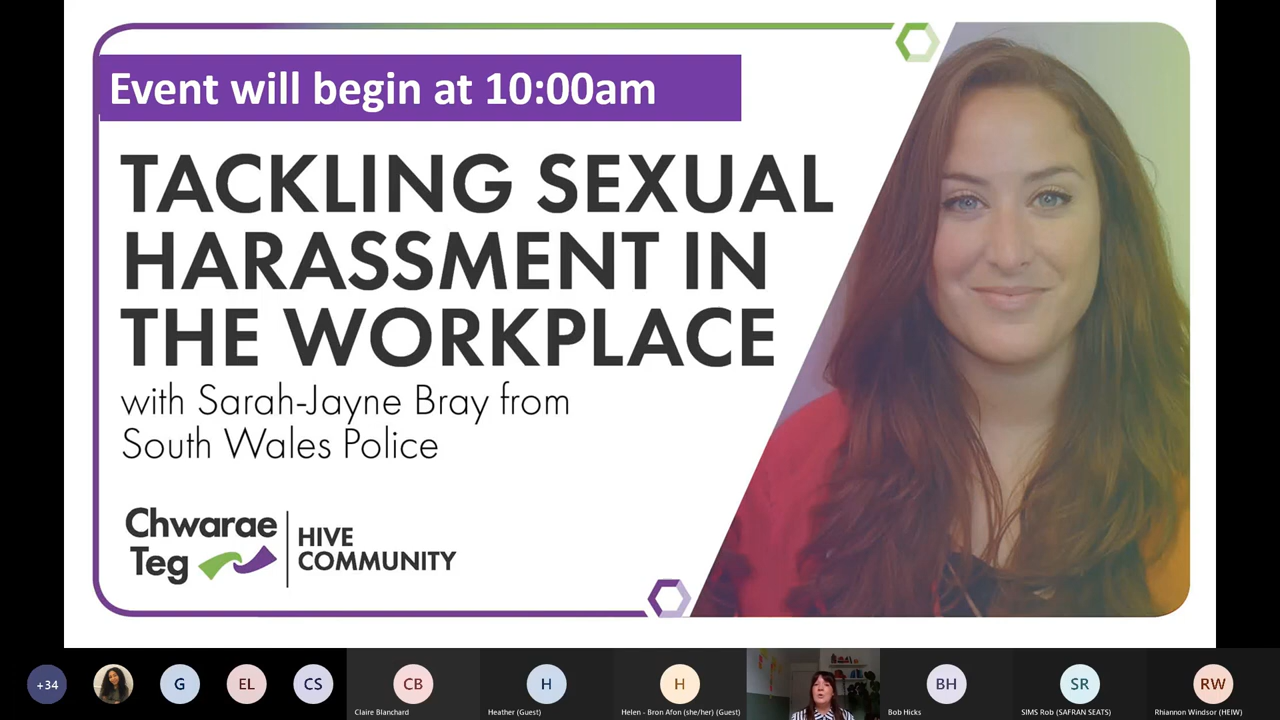 Event will begin at 10:00am
TACKLING SEXUAL
HARASSMENT IN
THE WORKPLACE
with Sarah-Jayne Bray from
South Wales Police
Chwarae
Teg
HIVE
COMMUNITY
+34
G
EL
CS
CB
H
H
BH
SR
RW
Claire Blanchard
Heather (Guest)
Helen - Bron Afon (she/her) (Guest)
Bob Hicks
SIMS Rob (SAFRAN SEATS)
Rhiannon Windsor (HEIW)